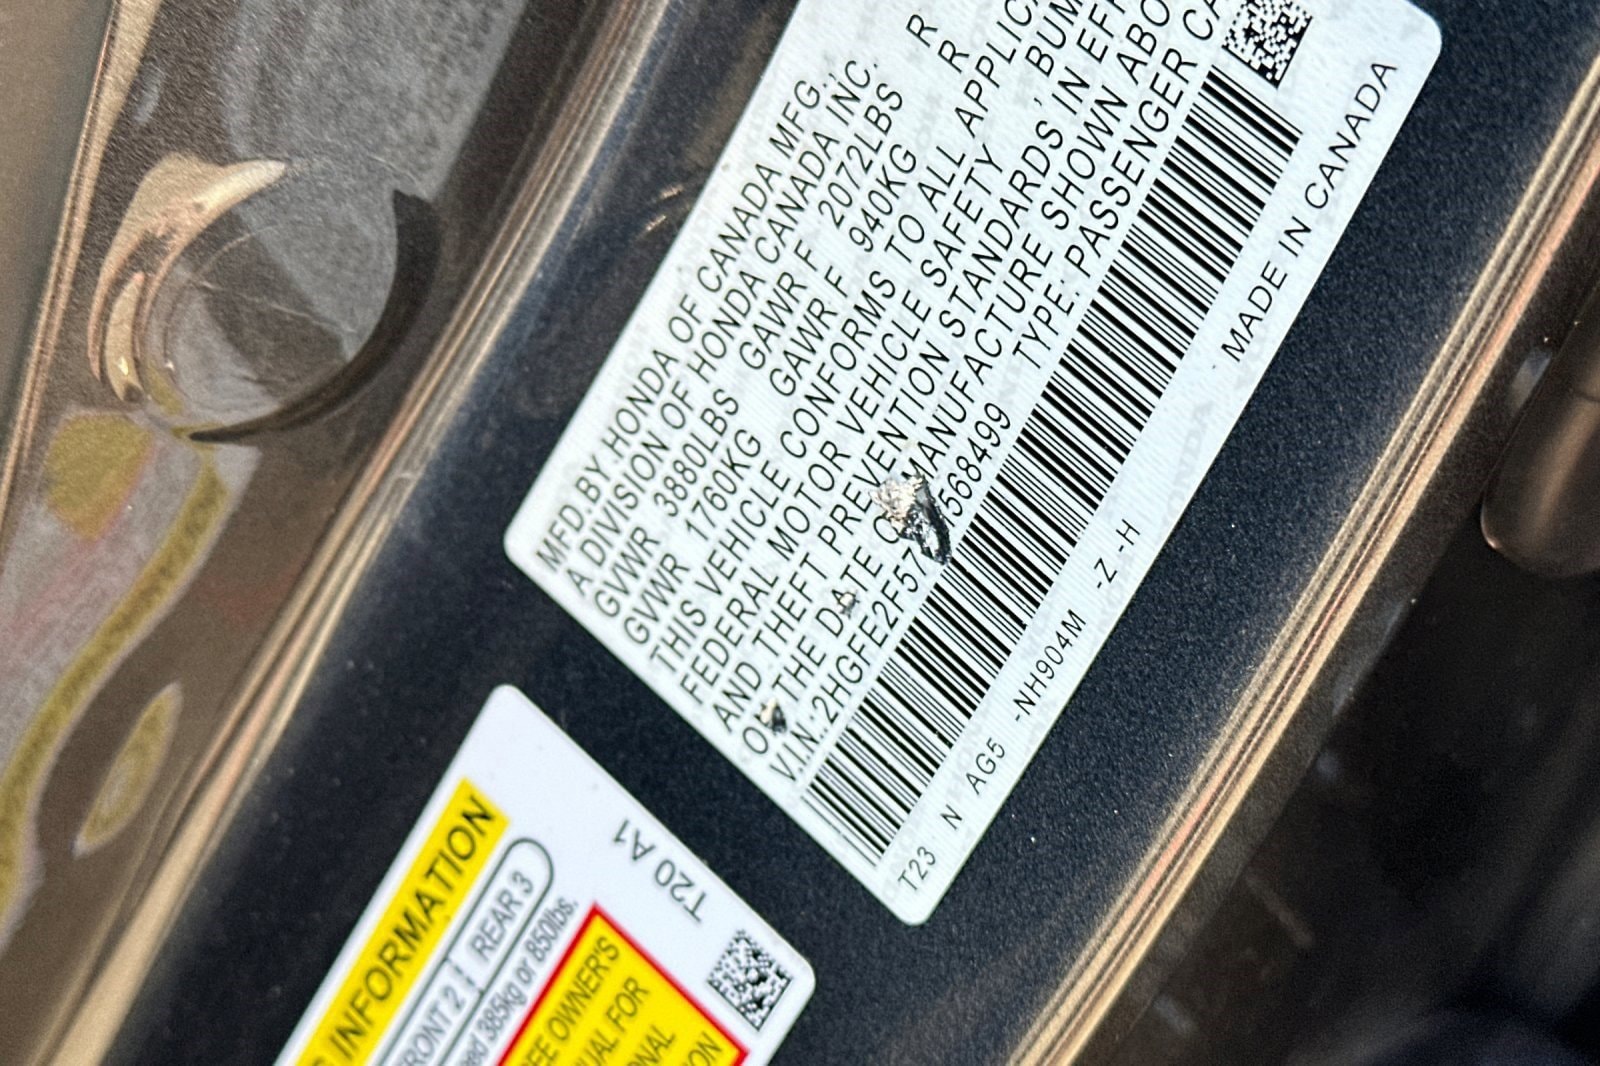 MFD.BY HONDA OF CANADA MFG.,
A DIVISION OF HONDA CANADA INC.
GVWR 3880LBS GAWR F 2072LBS R
GVWR 1760KG GAWR F 940KG R
THIS VEHICLE CONFORMS TO ALL APPLIC
FEDERAL MOTOR VEHICLE SAFETY, BUM
AND THEFT PREVENTION STANDARDS IN EFF
THE DATE MANUFACTURE SHOWN ABO
V.I.N.:2HGFE2F57 568499 TYPE: PASSENGER CA
MADE IN CANADA
T23 N AG5 -NH904M -Z -H
INFORMATION
T20 A1
FRONT 2 REAR 3
385kg or 850lbs.
SEE OWNER'S
UAL FOR
ONAL
ON